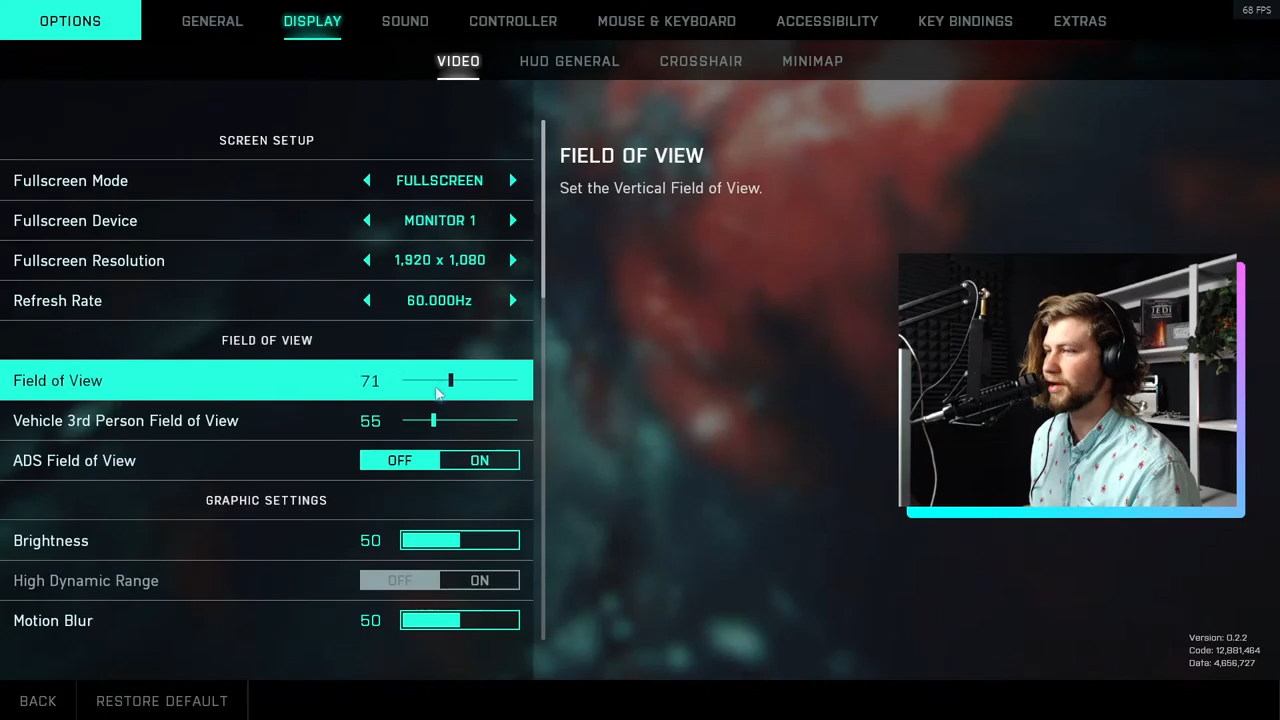 OPTIONS GENERAL DISPLAY SOUND CONTROLLER MOUSE & KEYBOARD ACCESSIBILITY KEY BINDINGS EXTRAS 68 FPS
VIDEO HUD GENERAL CROSSHAIR MINIMAP
SCREEN SETUP
Fullscreen Mode FULLSCREEN
Fullscreen Device MONITOR 1
Fullscreen Resolution 1,920 x 1,080
Refresh Rate 60.000Hz
FIELD OF VIEW
Field of View 71
Vehicle 3rd Person Field of View 55
ADS Field of View OFF ON
GRAPHIC SETTINGS
Brightness 50
High Dynamic Range OFF ON
Motion Blur 50
FIELD OF VIEW
Set the Vertical Field of View.
JEDI
Version: 0.2.2
Code: 12,881,464
Data: 4,656,727
BACK RESTORE DEFAULT